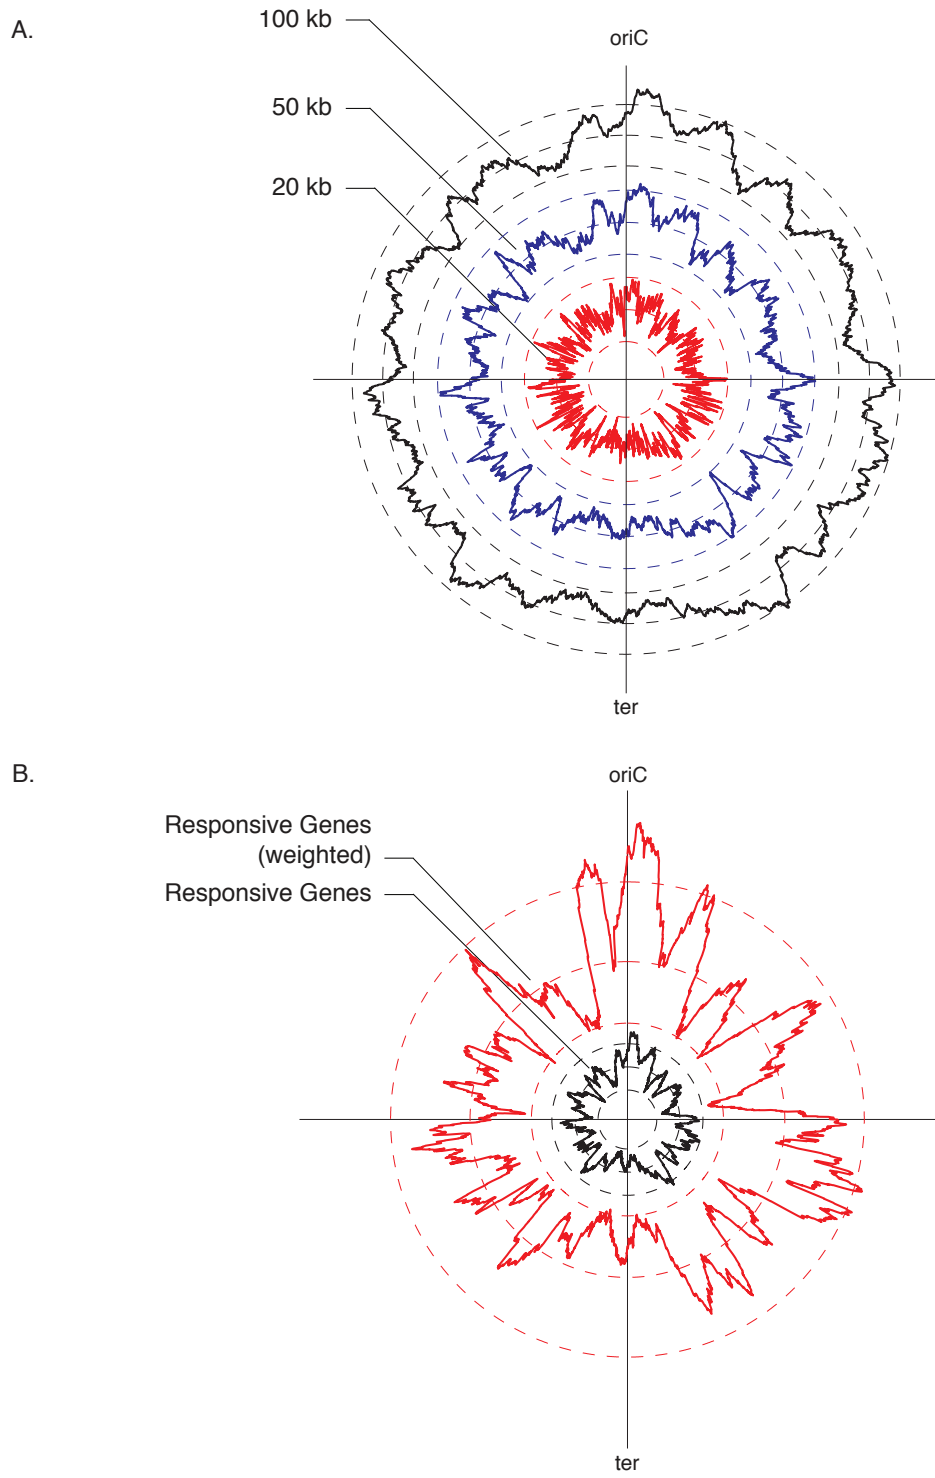 A.
100 kb
oriC
50 kb
20 kb
ter
B.
oriC
Responsive Genes
(weighted)
Responsive Genes
ter